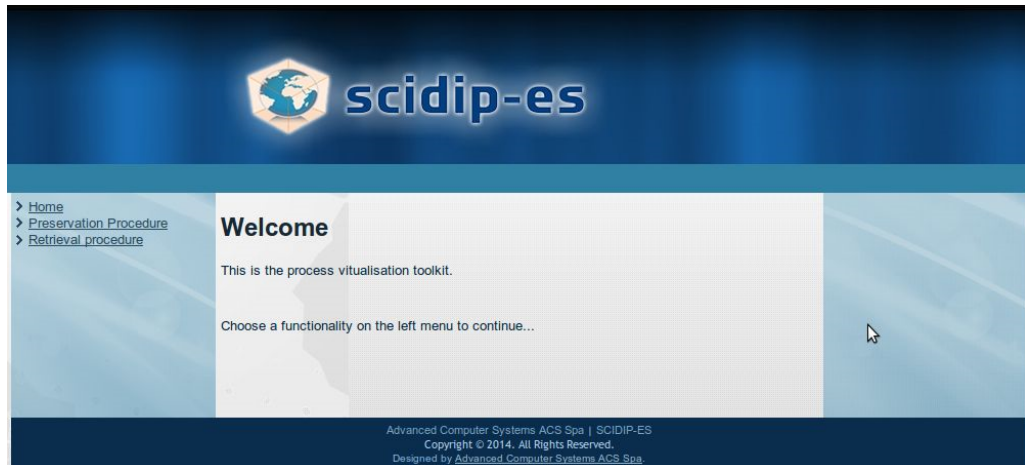 scidip-es
Home
Preservation Procedure
Retrieval procedure
Welcome
This is the process vitualisation toolkit.
Choose a functionality on the left menu to continue...
Advanced Computer Systems ACS Spa | SCIDIP-ES
Copyright © 2014. All Rights Reserved.
Designed by Advanced Computer Systems ACS Spa.